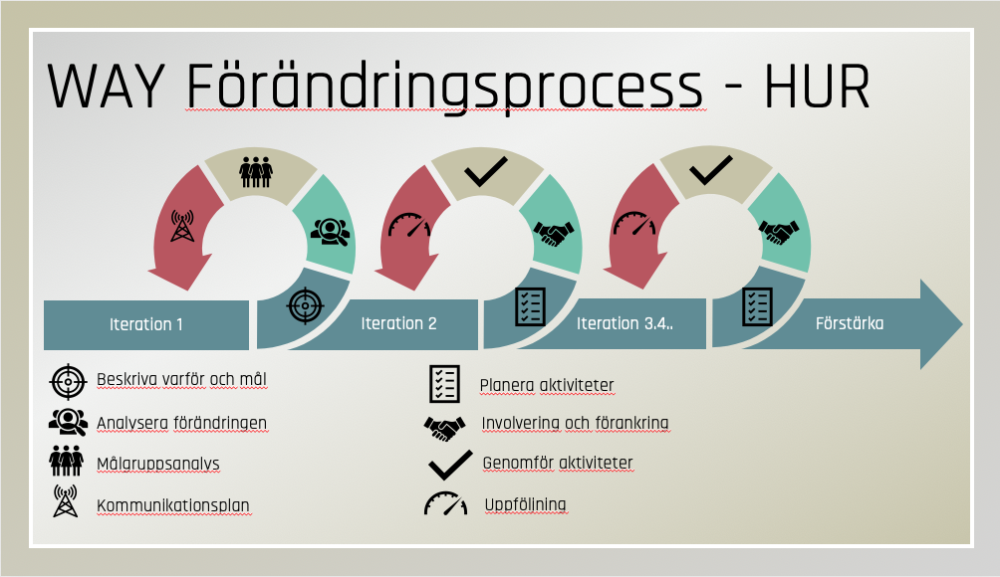 WAY Förändringsprocess - HUR
Iteration 1
Iteration 2
Iteration 3.4..
Förstärka
Beskriva varför och mål
Analysera förändringen
Målgruppsanalys
Kommunikationsplan
Planera aktiviteter
Involvering och förankring
Genomför aktiviteter
Uppföljning